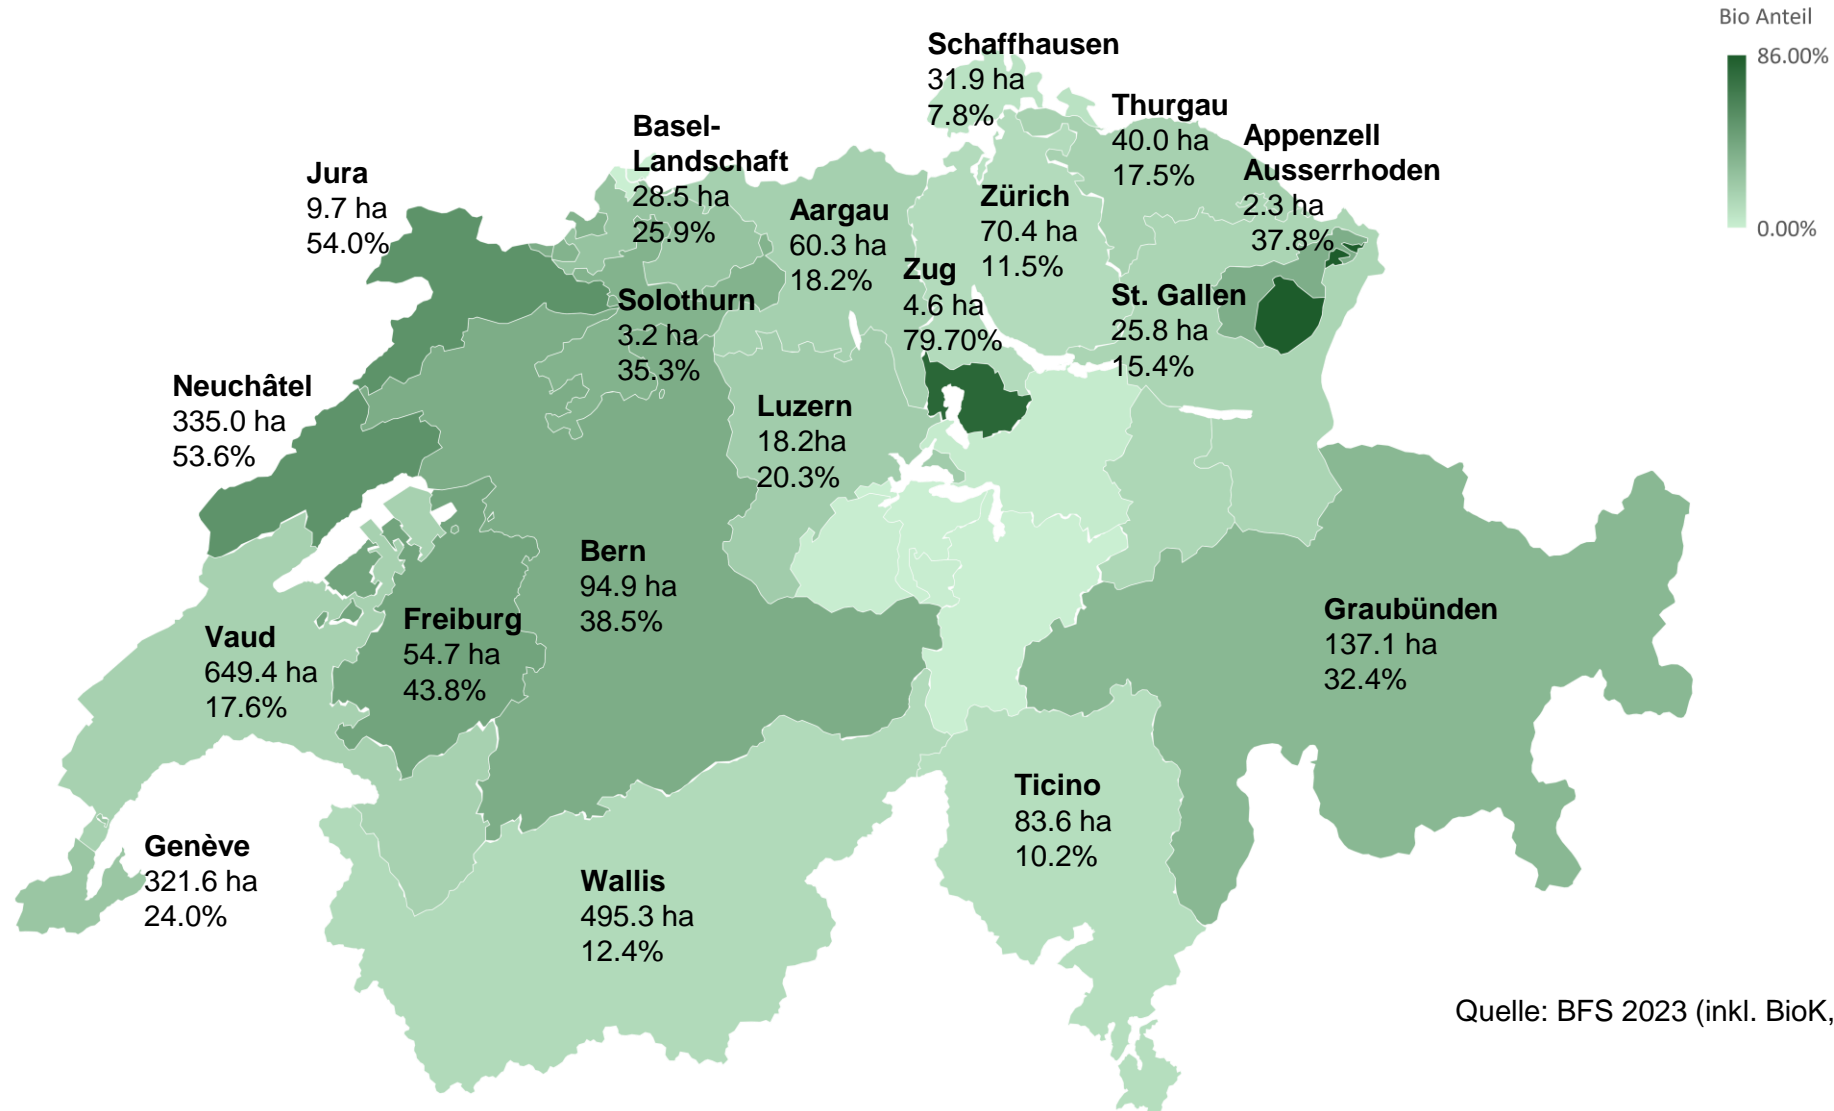 Bio Anteil
86.00%
0.00%
Schaffhausen
31.9 ha
7.8%
Thurgau
40.0 ha
17.5%
Appenzell
Ausserrhoden
2.3 ha
37.8%
Basel-
Landschaft
28.5 ha
25.9%
Jura
9.7 ha
54.0%
Aargau
60.3 ha
18.2%
Zürich
70.4 ha
11.5%
Zug
4.6 ha
79.70%
St. Gallen
25.8 ha
15.4%
Solothurn
3.2 ha
35.3%
Neuchâtel
335.0 ha
53.6%
Luzern
18.2ha
20.3%
Bern
94.9 ha
38.5%
Freiburg
54.7 ha
43.8%
Vaud
649.4 ha
17.6%
Graubünden
137.1 ha
32.4%
Ticino
83.6 ha
10.2%
Genève
321.6 ha
24.0%
Wallis
495.3 ha
12.4%
Quelle: BFS 2023 (inkl. BioK,